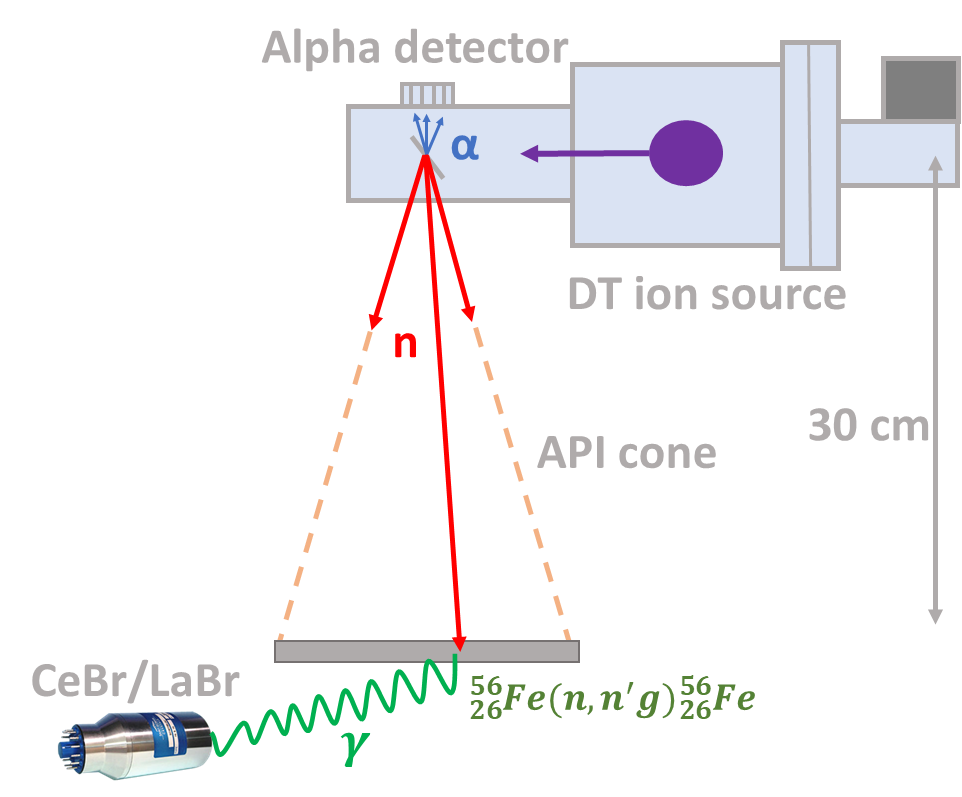 Alpha detector
α
DT ion source
n
30 cm
API cone
CeBr/LaBr
⁵⁶₂₆Fe(n, n′g)⁵⁶₂₆Fe
γ